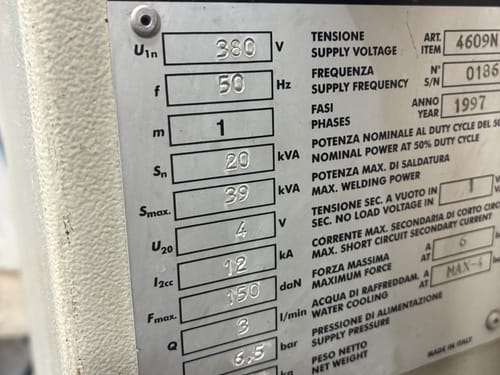 U1n 380 V TENSIONE SUPPLY VOLTAGE ART. ITEM 4609N
f 50 Hz FREQUENZA SUPPLY FREQUENCY N° S/N 0186
m 1 FASI PHASES ANNO YEAR 1997
Sn 20 kVA POTENZA NOMINALE AL DUTY CYCLE DEL 50
NOMINAL POWER AT 50% DUTY CYCLE
Smax. 39 kVA POTENZA MAX. DI SALDATURA
MAX. WELDING POWER
U20 4 V TENSIONE SEC. A VUOTO IN
SEC. NO LOAD VOLTAGE IN 1 V
I2cc 12 kA CORRENTE MAX. SECONDARIA DI CORTO CIRC
MAX. SHORT CIRCUIT SECONDARY CURRENT
Fmax. 150 daN FORZA MASSIMA
MAXIMUM FORCE A AT 6
Q 3 l/min ACQUA DI RAFFREDDAM.
WATER COOLING A AT MAX-4
6.5 bar PRESSIONE DI ALIMENTAZIONE
SUPPLY PRESSURE
kg PESO NETTO
NET WEIGHT
MADE IN ITALY